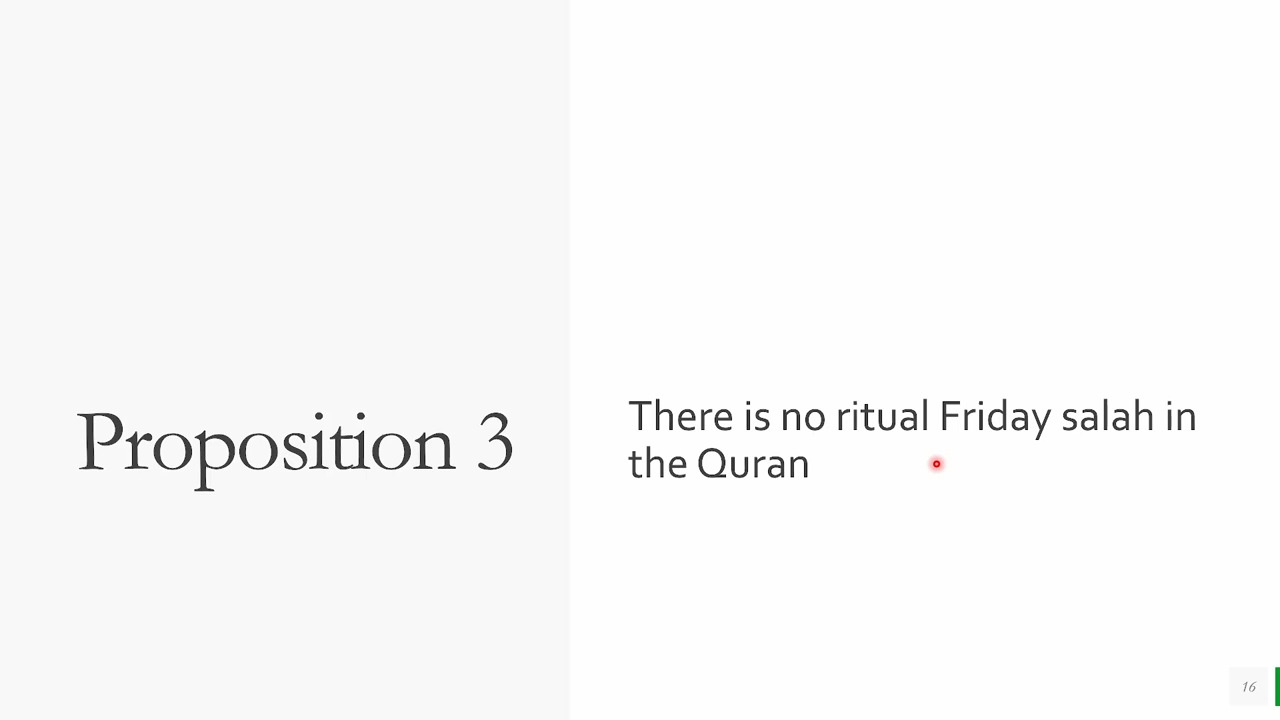 Proposition 3
There is no ritual Friday salah in
the Quran
16